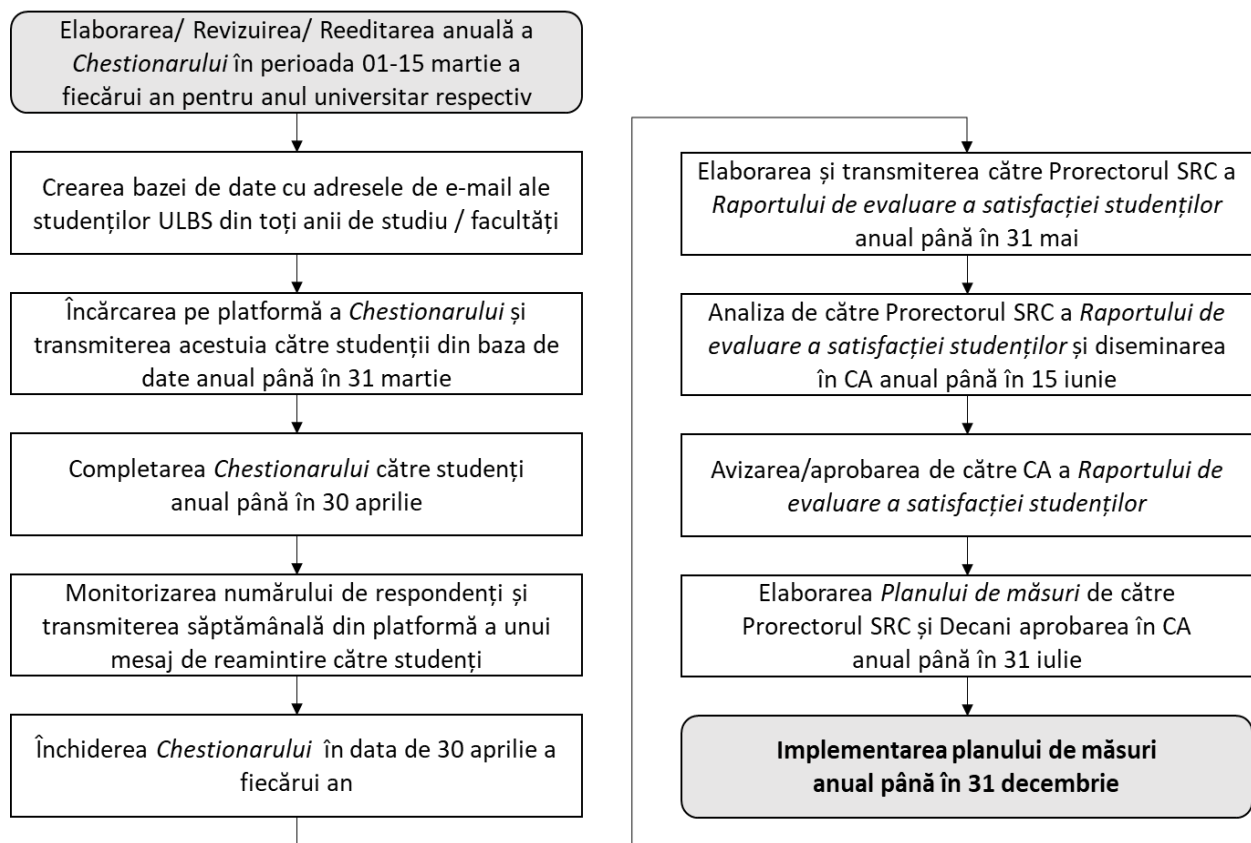 Elaborarea/ Revizuirea/ Reeditarea anuală a
Chestionarului în perioada 01-15 martie a
fiecărui an pentru anul universitar respectiv
Crearea bazei de date cu adresele de e-mail ale
studenților ULBS din toți anii de studiu / facultăți
Încărcarea pe platformă a Chestionarului și
transmiterea acestuia către studenții din baza de
date anual până în 31 martie
Completarea Chestionarului către studenți
anual până în 30 aprilie
Monitorizarea numărului de respondenți și
transmiterea săptămânală din platformă a unui
mesaj de reamintire către studenți
Închiderea Chestionarului în data de 30 aprilie a
fiecărui an
Elaborarea și transmiterea către Prorectorul SRC a
Raportului de evaluare a satisfacției studenților
anual până în 31 mai
Analiza de către Prorectorul SRC a Raportului de
evaluare a satisfacției studenților și diseminarea
în CA anual până în 15 iunie
Avizarea/aprobarea de către CA a Raportului de
evaluare a satisfacției studenților
Elaborarea Planului de măsuri de către
Prorectorul SRC și Decani aprobarea în CA
anual până în 31 iulie
Implementarea planului de măsuri
anual până în 31 decembrie